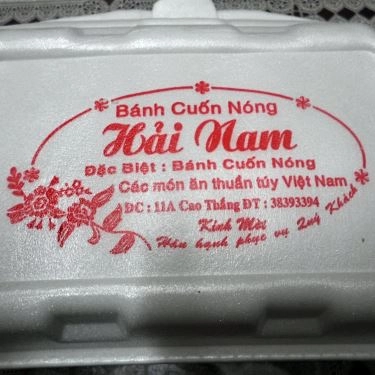 Bánh Cuốn Nóng
Hải Nam
Đặc Biệt : Bánh Cuốn Nóng
Các món ăn thuần túy Việt Nam
ĐC : 11A Cao Thắng ĐT : 38393394
Kính Mời
Hân hạnh phục vụ Quý Khách